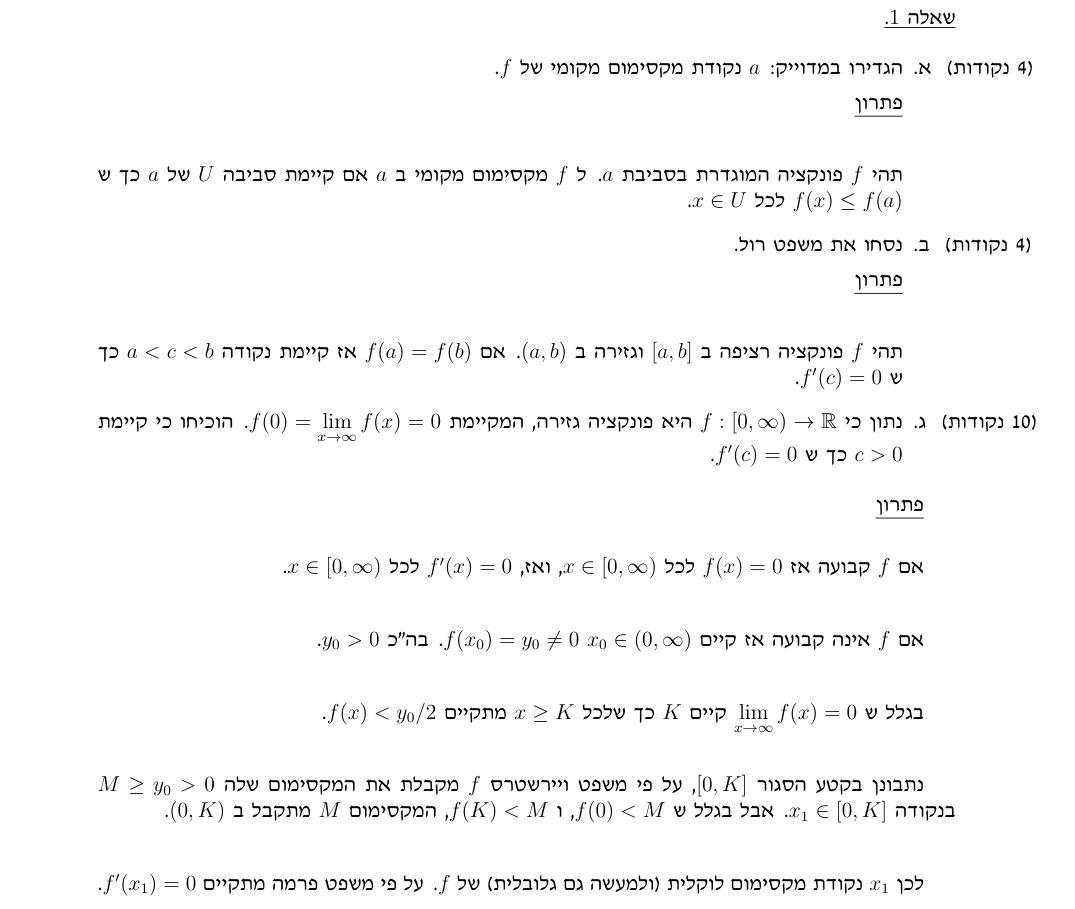 שאלה 1.
(4 נקודות) א. הגדירו במדוייק: a נקודת מקסימום מקומי של f.
פתרון
תהי f פונקציה המוגדרת בסביבת a. ל f מקסימום מקומי ב a אם קיימת סביבה U של a כך ש
f(x) ≤ f(a) לכל x ∈ U.
(4 נקודות) ב. נסחו את משפט רול.
פתרון
תהי f פונקציה רציפה ב [a, b] וגזירה ב (a, b). אם f(a) = f(b) אז קיימת נקודה a < c < b כך
ש f′(c) = 0.
(10 נקודות) ג. נתון כי f : [0, ∞) → ℝ היא פונקציה גזירה, המקיימת f(0) = lim x→∞ f(x) = 0. הוכיחו כי קיימת
c > 0 כך ש f′(c) = 0.
פתרון
אם f קבועה אז f(x) = 0 לכל x ∈ [0, ∞), ואז, f′(x) = 0 לכל x ∈ [0, ∞).
אם f אינה קבועה אז קיים x₀ ∈ (0, ∞) f(x₀) = y₀ ≠ 0. בה"כ y₀ > 0.
בגלל ש lim x→∞ f(x) = 0 קיים K כך שלכל x ≥ K מתקיים f(x) < y₀/2.
נתבונן בקטע הסגור [0, K], על פי משפט ויירשטרס f מקבלת את המקסימום שלה M ≥ y₀ > 0
בנקודה x₁ ∈ [0, K]. אבל בגלל ש f(0) < M, ו f(K) < M, המקסימום M מתקבל ב (0, K).
לכן x₁ נקודת מקסימום לוקלית (ולמעשה גם גלובלית) של f. על פי משפט פרמה מתקיים f′(x₁) = 0.